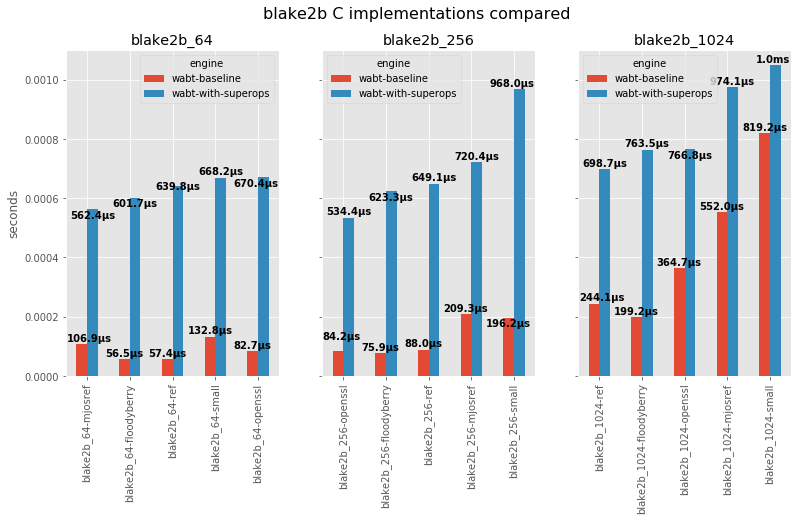 blake2b C implementations compared
blake2b_64
engine
wabt-baseline
wabt-with-superops
seconds
0.0010
0.0008
0.0006
0.0004
0.0002
0.0000
106.9µs
56.5µs
57.4µs
132.8µs
82.7µs
562.4µs
601.7µs
639.8µs
668.2µs
670.4µs
blake2b_64-mjosref
blake2b_64-floodyberry
blake2b_64-ref
blake2b_64-small
blake2b_64-openssl
blake2b_256
engine
wabt-baseline
wabt-with-superops
84.2µs
75.9µs
88.0µs
209.3µs
196.2µs
534.4µs
623.3µs
649.1µs
720.4µs
968.0µs
blake2b_256-openssl
blake2b_256-floodyberry
blake2b_256-ref
blake2b_256-mjosref
blake2b_256-small
blake2b_1024
engine
wabt-baseline
wabt-with-superops
244.1µs
199.2µs
364.7µs
552.0µs
819.2µs
698.7µs
763.5µs
766.8µs
974.1µs
1.0ms
blake2b_1024-ref
blake2b_1024-floodyberry
blake2b_1024-openssl
blake2b_1024-mjosref
blake2b_1024-small